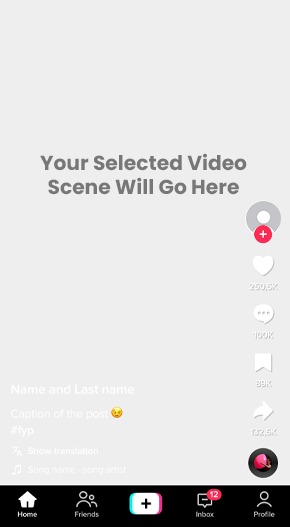 Your Selected Video
Scene Will Go Here
250,5K
100K
89K
132,5K
Name and Last name
Caption of the post 😉
#fyp
Show translation
Song name - song artist
12
Home
Friends
Inbox
Profile